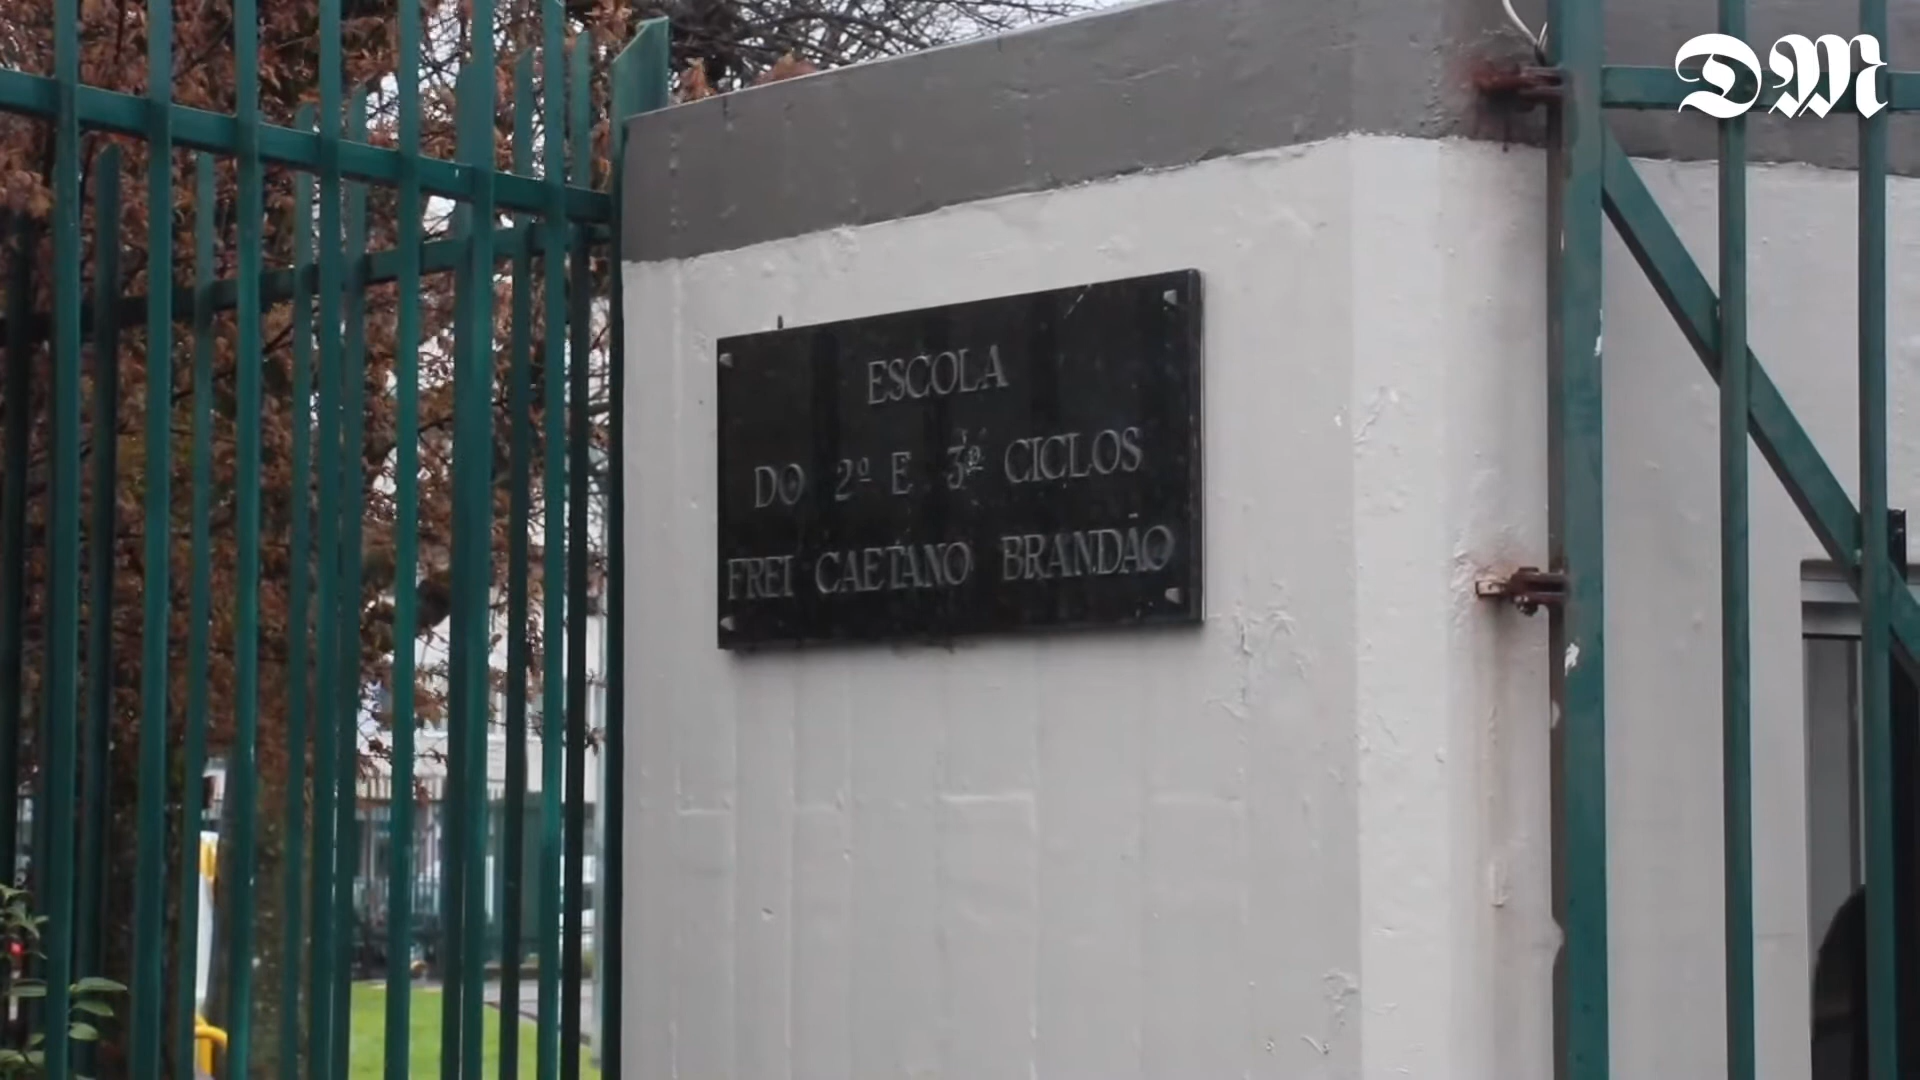 DM
ESCOLA
DO 2º E 3º CICLOS
FREI CAETANO BRANDÃO